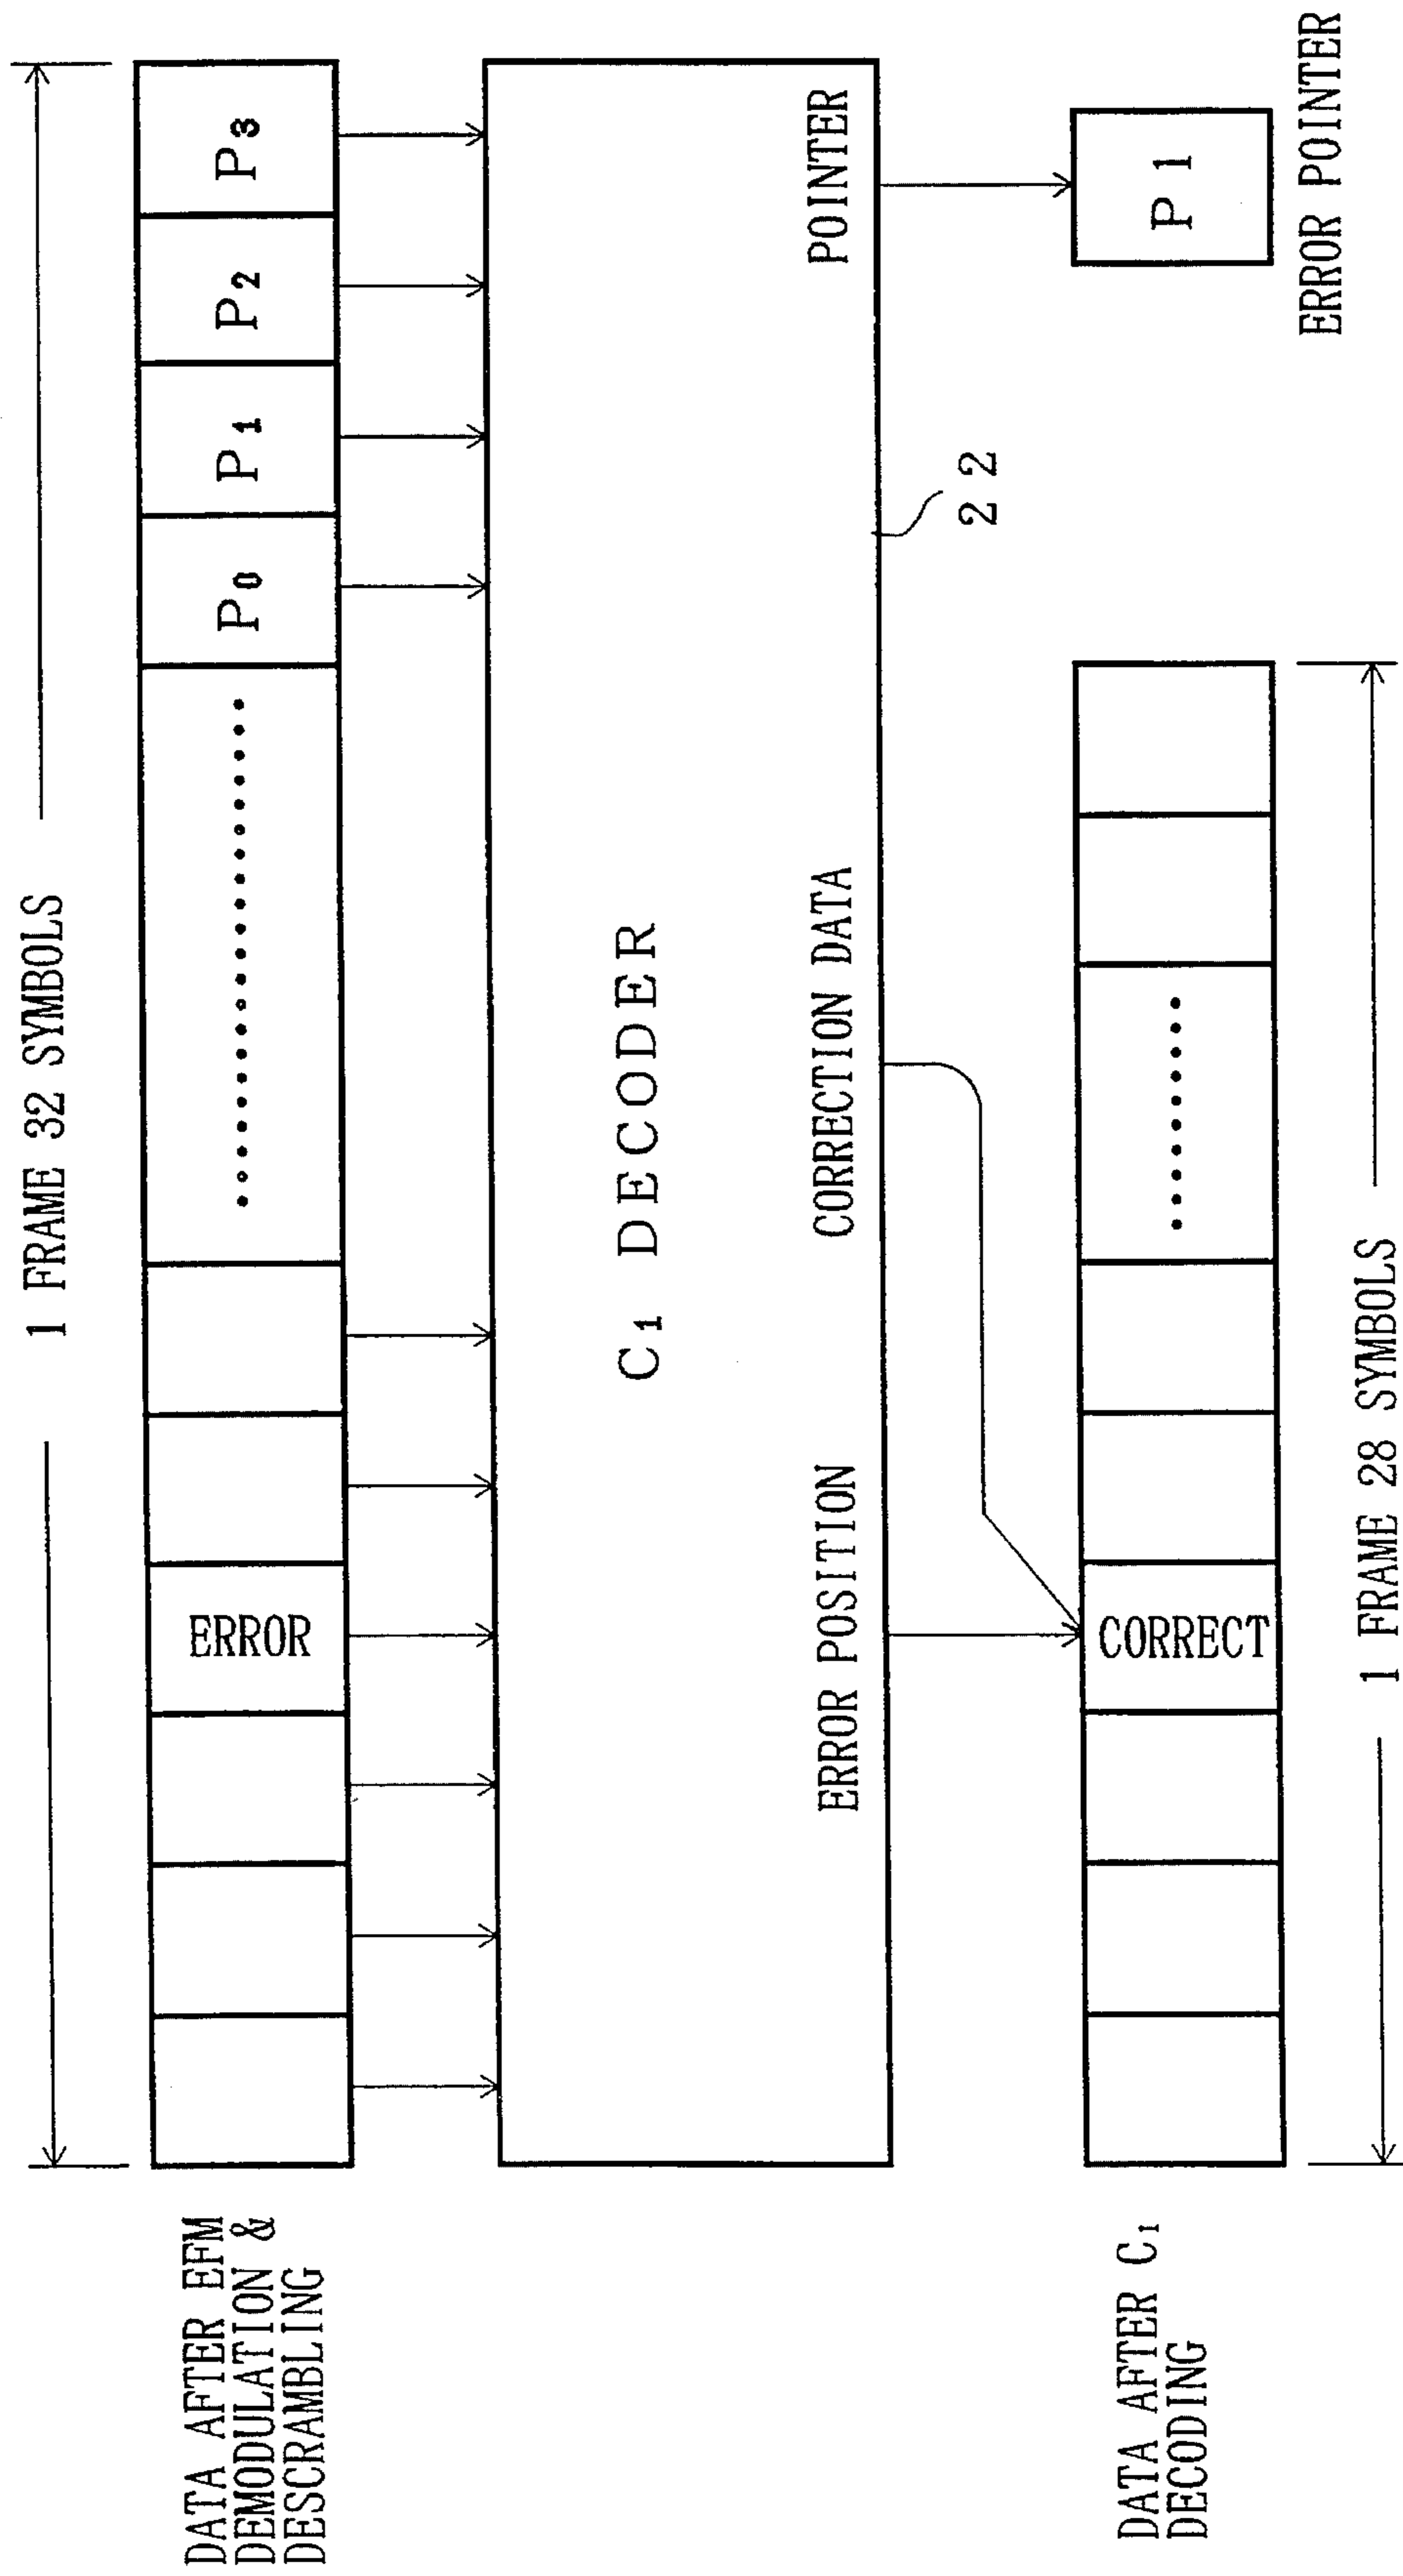 1 FRAME 32 SYMBOLS
DATA AFTER EFM
DEMODULATION &
DESCRAMBLING
ERROR
P₀
P₁
P₂
P₃
C₁ DECODER
ERROR POSITION
CORRECTION DATA
POINTER
22
DATA AFTER C₁
DECODING
CORRECT
P1
ERROR POINTER
1 FRAME 28 SYMBOLS